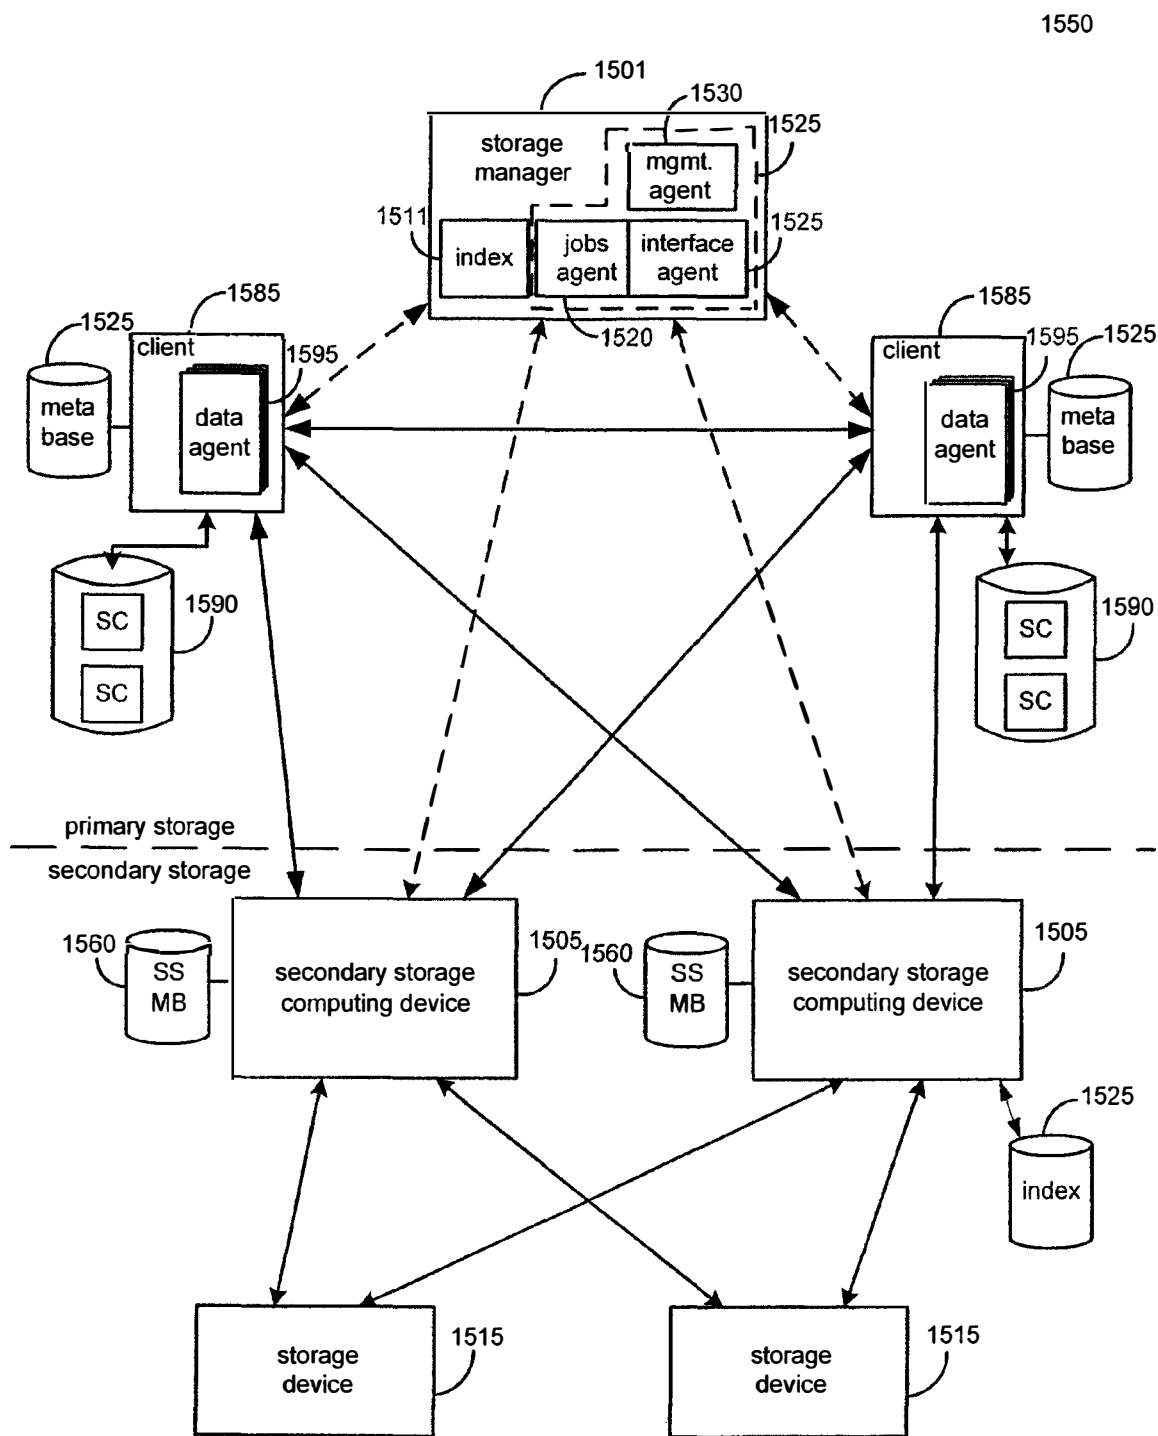 1550
1501
1530
1525
storage
manager
mgmt.
agent
1511
index
jobs
agent
interface
agent
1525
1520
1585
1525
client
1595
meta
base
data
agent
1585
client
1595
1525
data
agent
meta
base
1590
SC
SC
1590
SC
SC
primary storage
secondary storage
1560
SS
MB
secondary storage
computing device
1505
1560
SS
MB
secondary storage
computing device
1505
1525
index
storage
device
1515
storage
device
1515